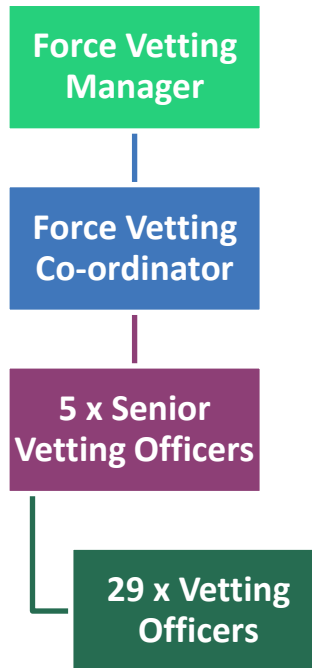 Force Vetting
Manager
Force Vetting
Co-ordinator
5 x Senior
Vetting Officers
29 x Vetting
Officers